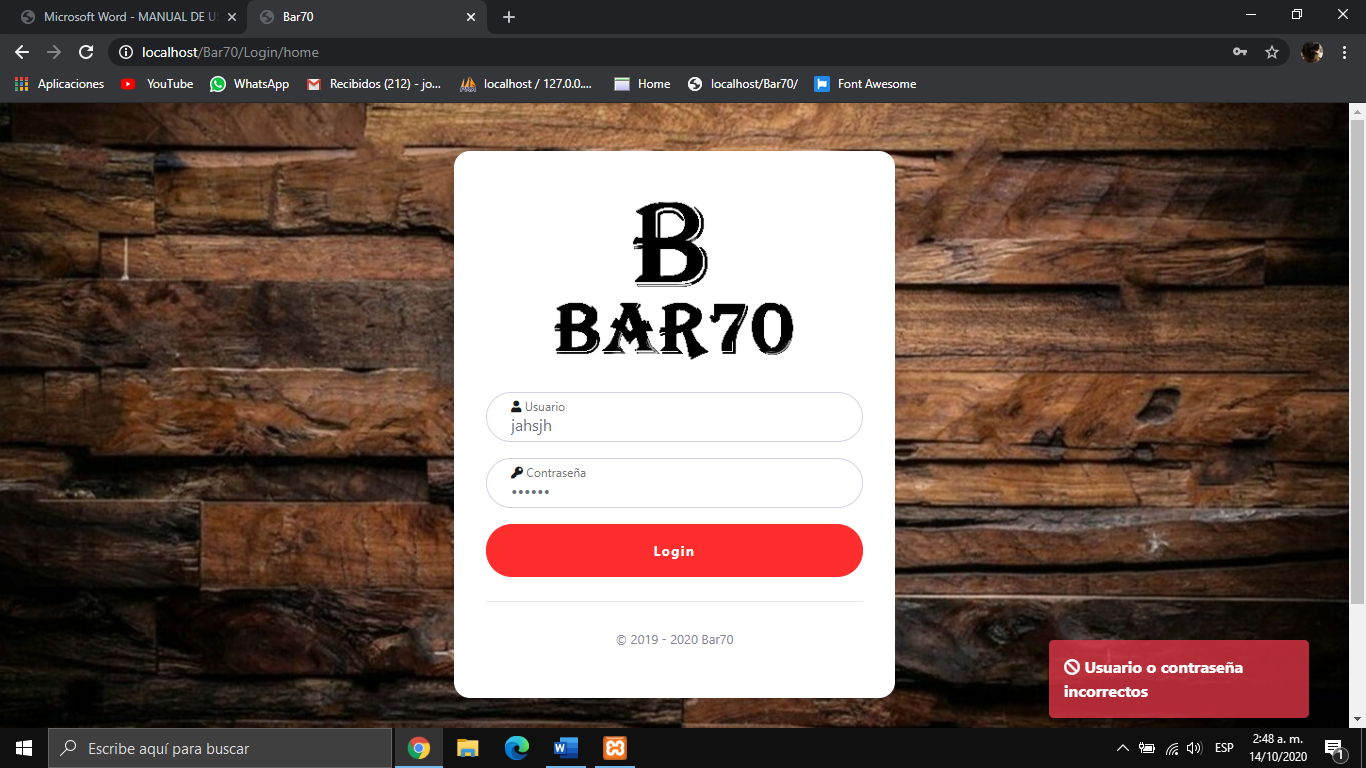 Microsoft Word - MANUAL DE U
Bar70
localhost/Bar70/Login/home
Aplicaciones
YouTube
WhatsApp
Recibidos (212) - jo...
localhost / 127.0.0....
Home
localhost/Bar70/
Font Awesome
B
BAR70
Usuario
jahsjh
Contraseña
••••••
Login
© 2019 - 2020 Bar70
Usuario o contraseña
incorrectos
Escribe aquí para buscar
ESP
2:48 a. m.
14/10/2020
1